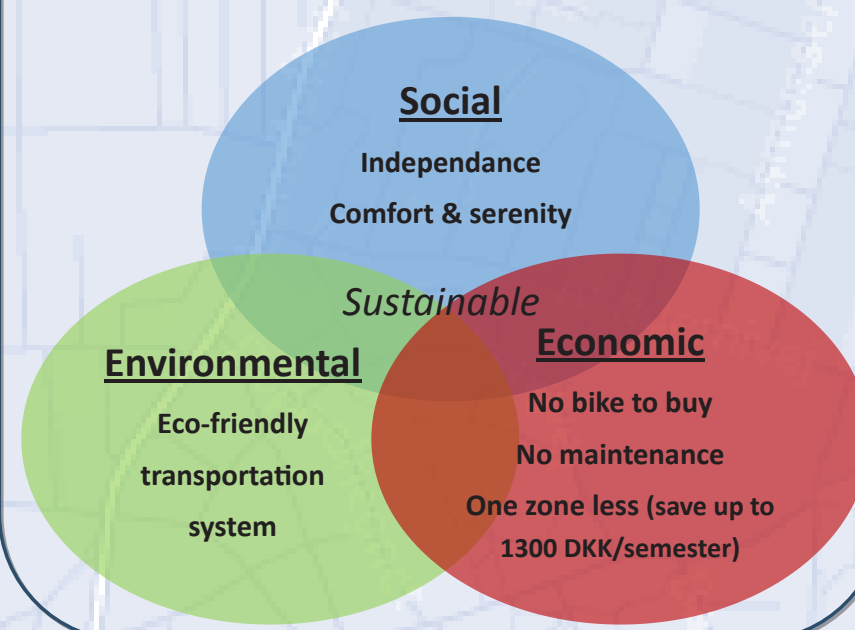 Social
Independance
Comfort & serenity
Sustainable
Environmental
Eco-friendly
transportation
system
Economic
No bike to buy
No maintenance
One zone less (save up to
1300 DKK/semester)